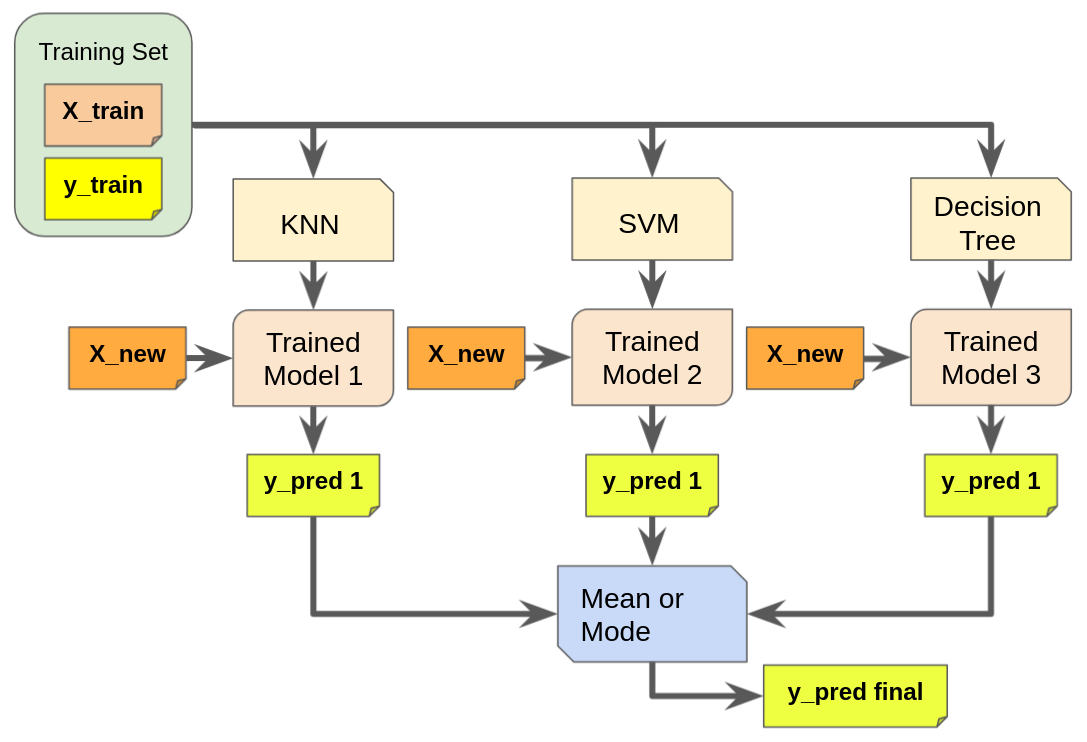 Training Set
X_train
y_train
KNN
SVM
Decision
Tree
X_new
Trained
Model 1
X_new
Trained
Model 2
X_new
Trained
Model 3
y_pred 1
y_pred 1
y_pred 1
Mean or
Mode
y_pred final